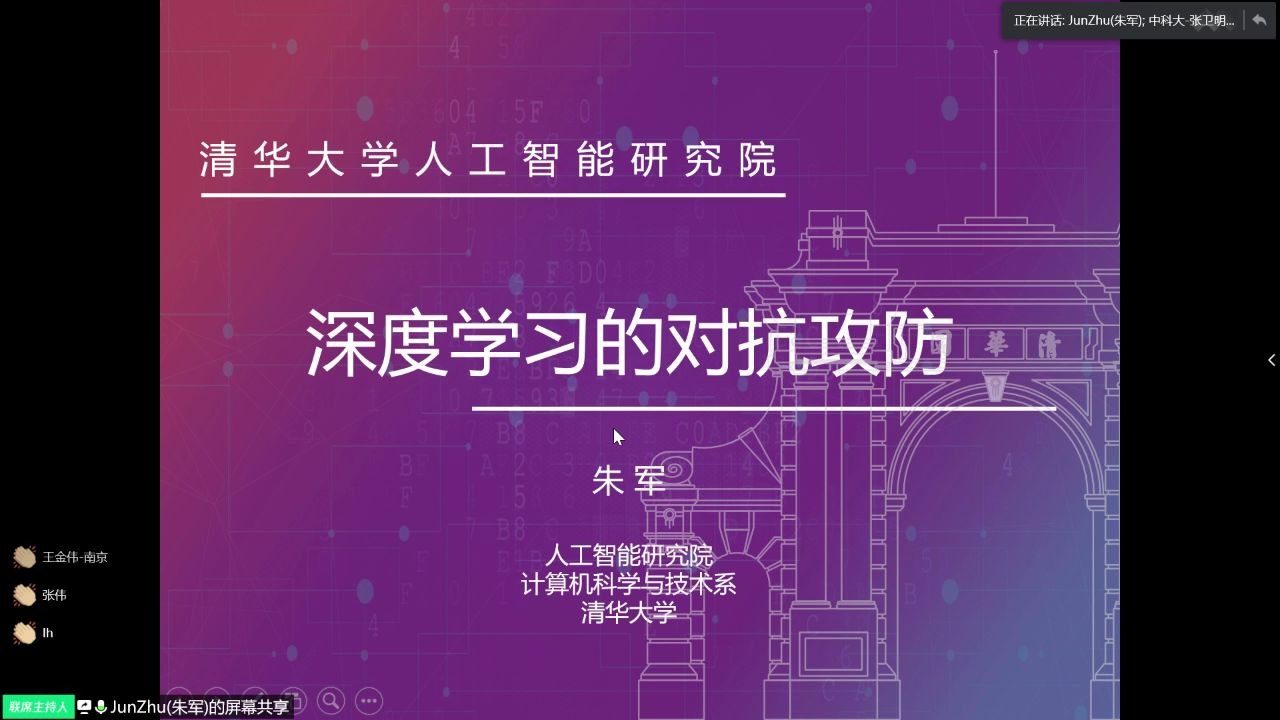 正在讲话: JunZhu(朱军); 中科大-张卫明...
清华大学人工智能研究院
深度学习的对抗攻防
國 華 清
朱 军
人工智能研究院
计算机科学与技术系
清华大学
王金伟-南京
张伟
lh
联席主持人 JunZhu(朱军)的屏幕共享